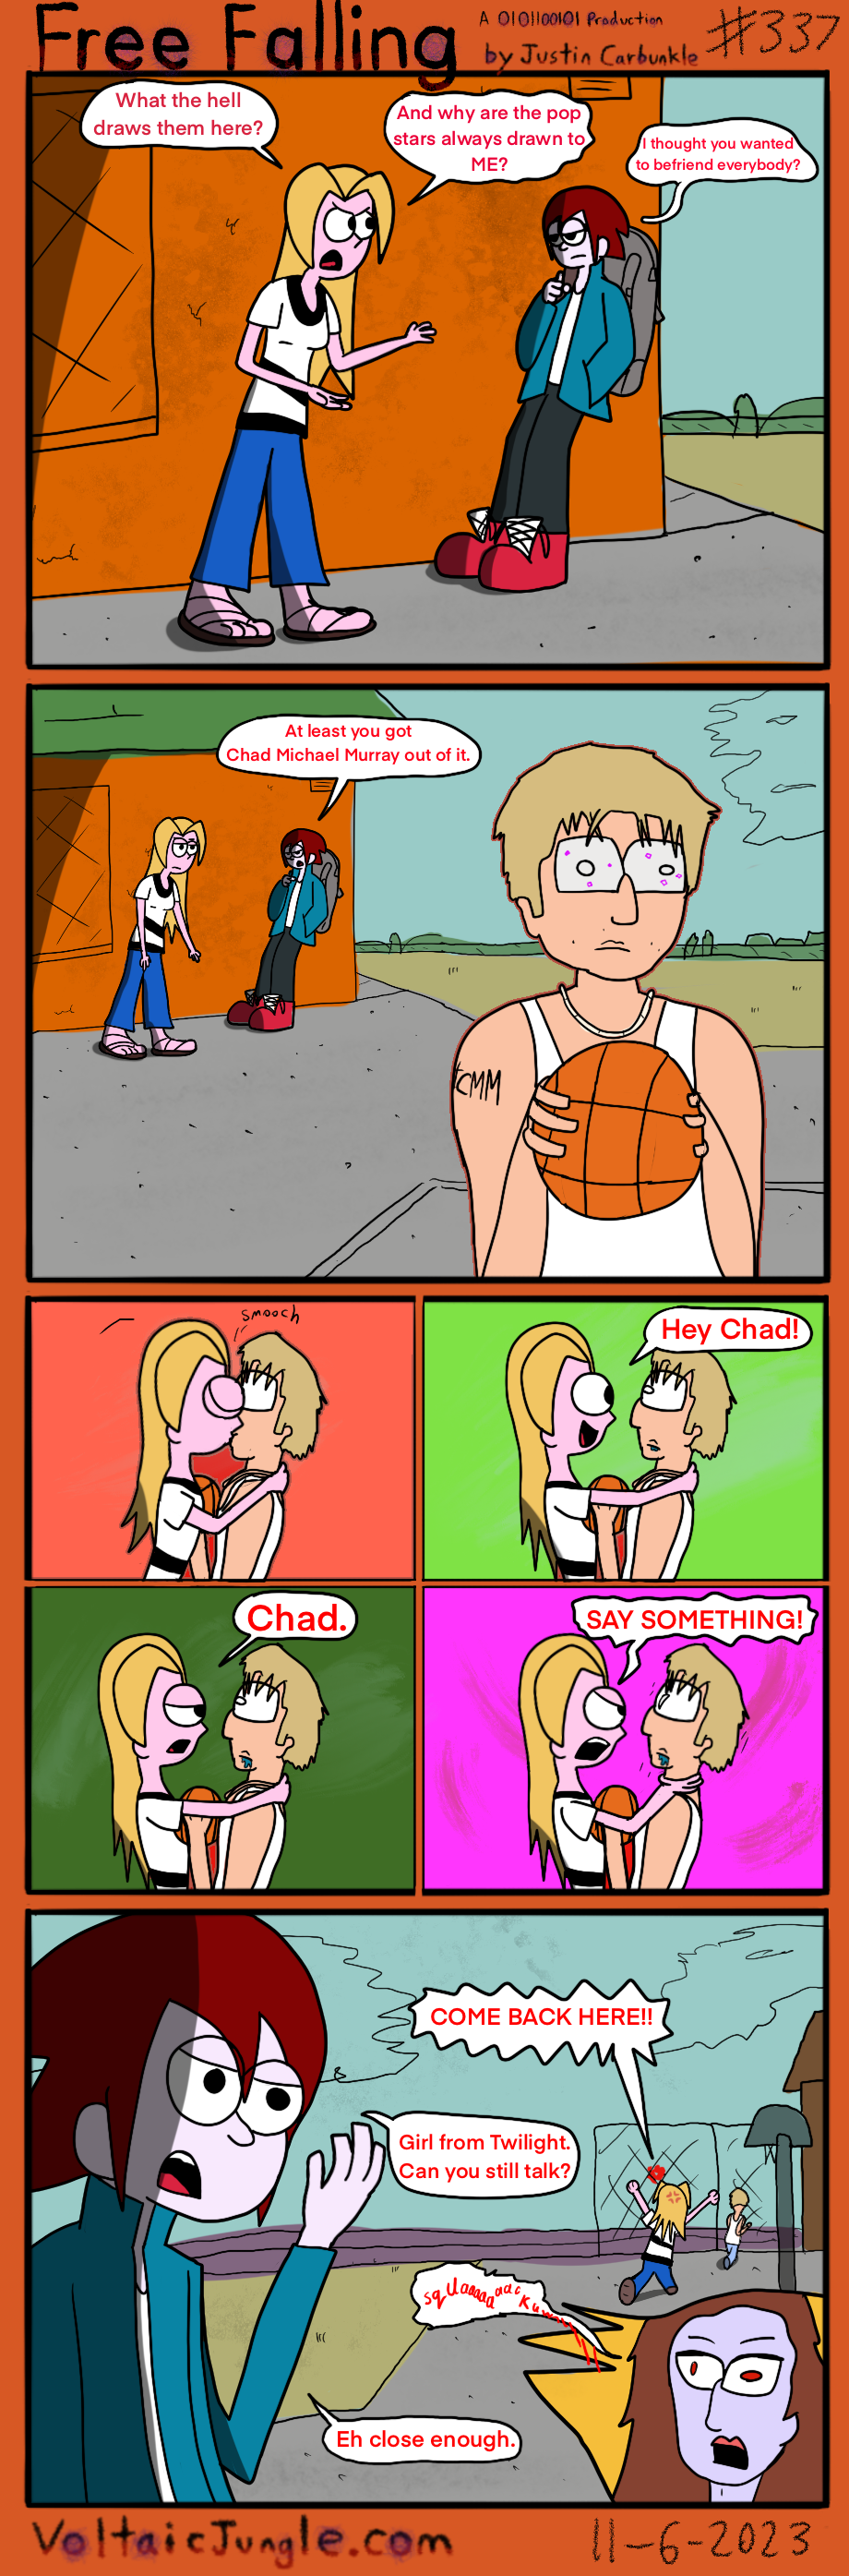 Free Falling
A 0101100101 Production
by Justin Carbunkle
#337
What the hell
draws them here?
And why are the pop
stars always drawn to
ME?
I thought you wanted
to befriend everybody?
At least you got
Chad Michael Murray out of it.
CMM
smooch
Hey Chad!
Chad.
SAY SOMETHING!
COME BACK HERE!!
Girl from Twilight.
Can you still talk?
Eh close enough.
VoltaicJungle.com
11-6-2023